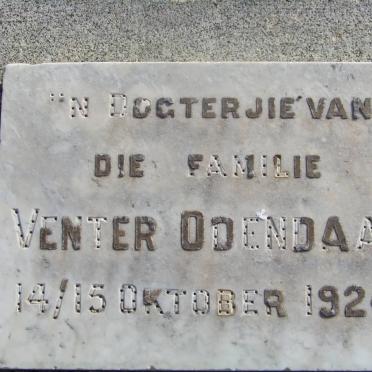 'N DOGTERJIE VAN
DIE FAMILIE
VENTER ODENDAA
14/15 OKTOBER 192